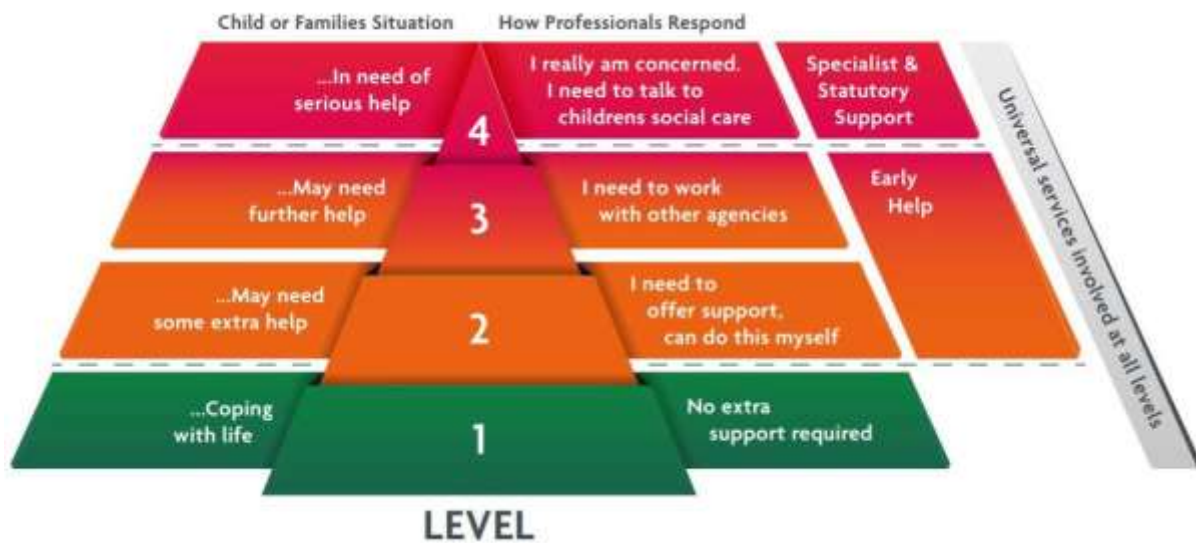 Child or Families Situation
How Professionals Respond
...In need of
serious help
4
I really am concerned.
I need to talk to
childrens social care
Specialist &
Statutory
Support
...May need
further help
3
I need to work
with other agencies
Early
Help
...May need
some extra help
2
I need to
offer support,
can do this myself
...Coping
with life
1
No extra
support required
Universal services involved at all levels
LEVEL